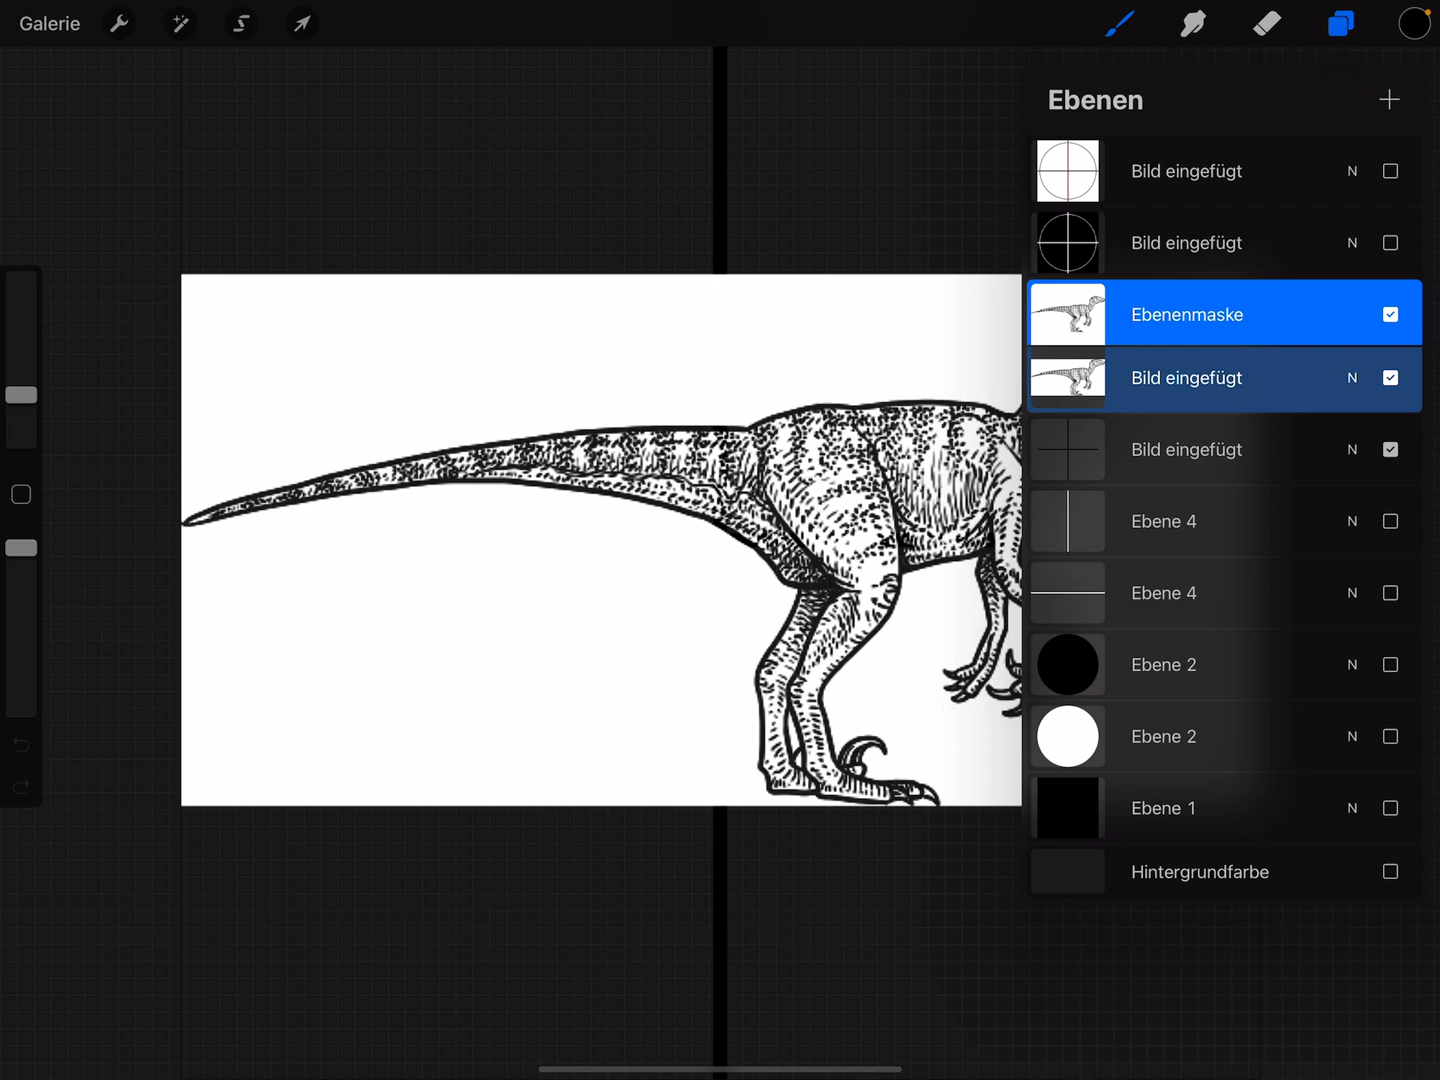 Galerie
Ebenen
Bild eingefügt N
Bild eingefügt N
Ebenenmaske
Bild eingefügt N
Bild eingefügt N
Ebene 4 N
Ebene 4 N
Ebene 2 N
Ebene 2 N
Ebene 1 N
Hintergrundfarbe